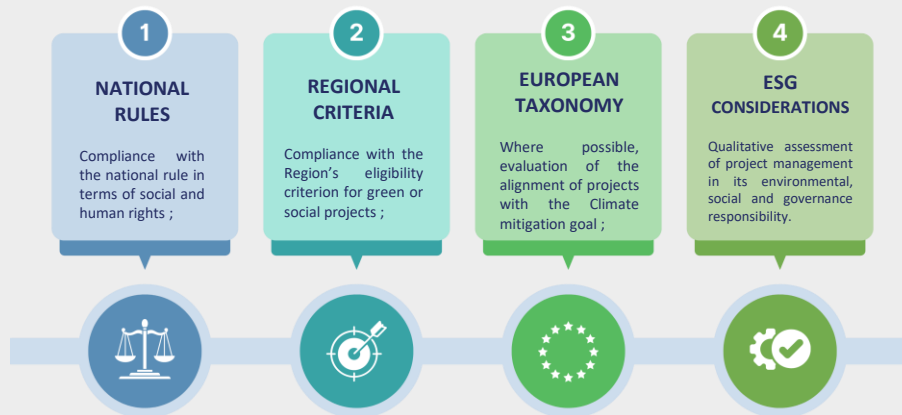 1
NATIONAL
RULES
Compliance with
the national rule in
terms of social and
human rights ;
2
REGIONAL
CRITERIA
Compliance with the
Region's eligibility
criterion for green or
social projects ;
3
EUROPEAN
TAXONOMY
Where possible,
evaluation of the
alignment of projects
with the Climate
mitigation goal ;
4
ESG
CONSIDERATIONS
Qualitative assessment
of project management
in its environmental,
social and governance
responsibility.